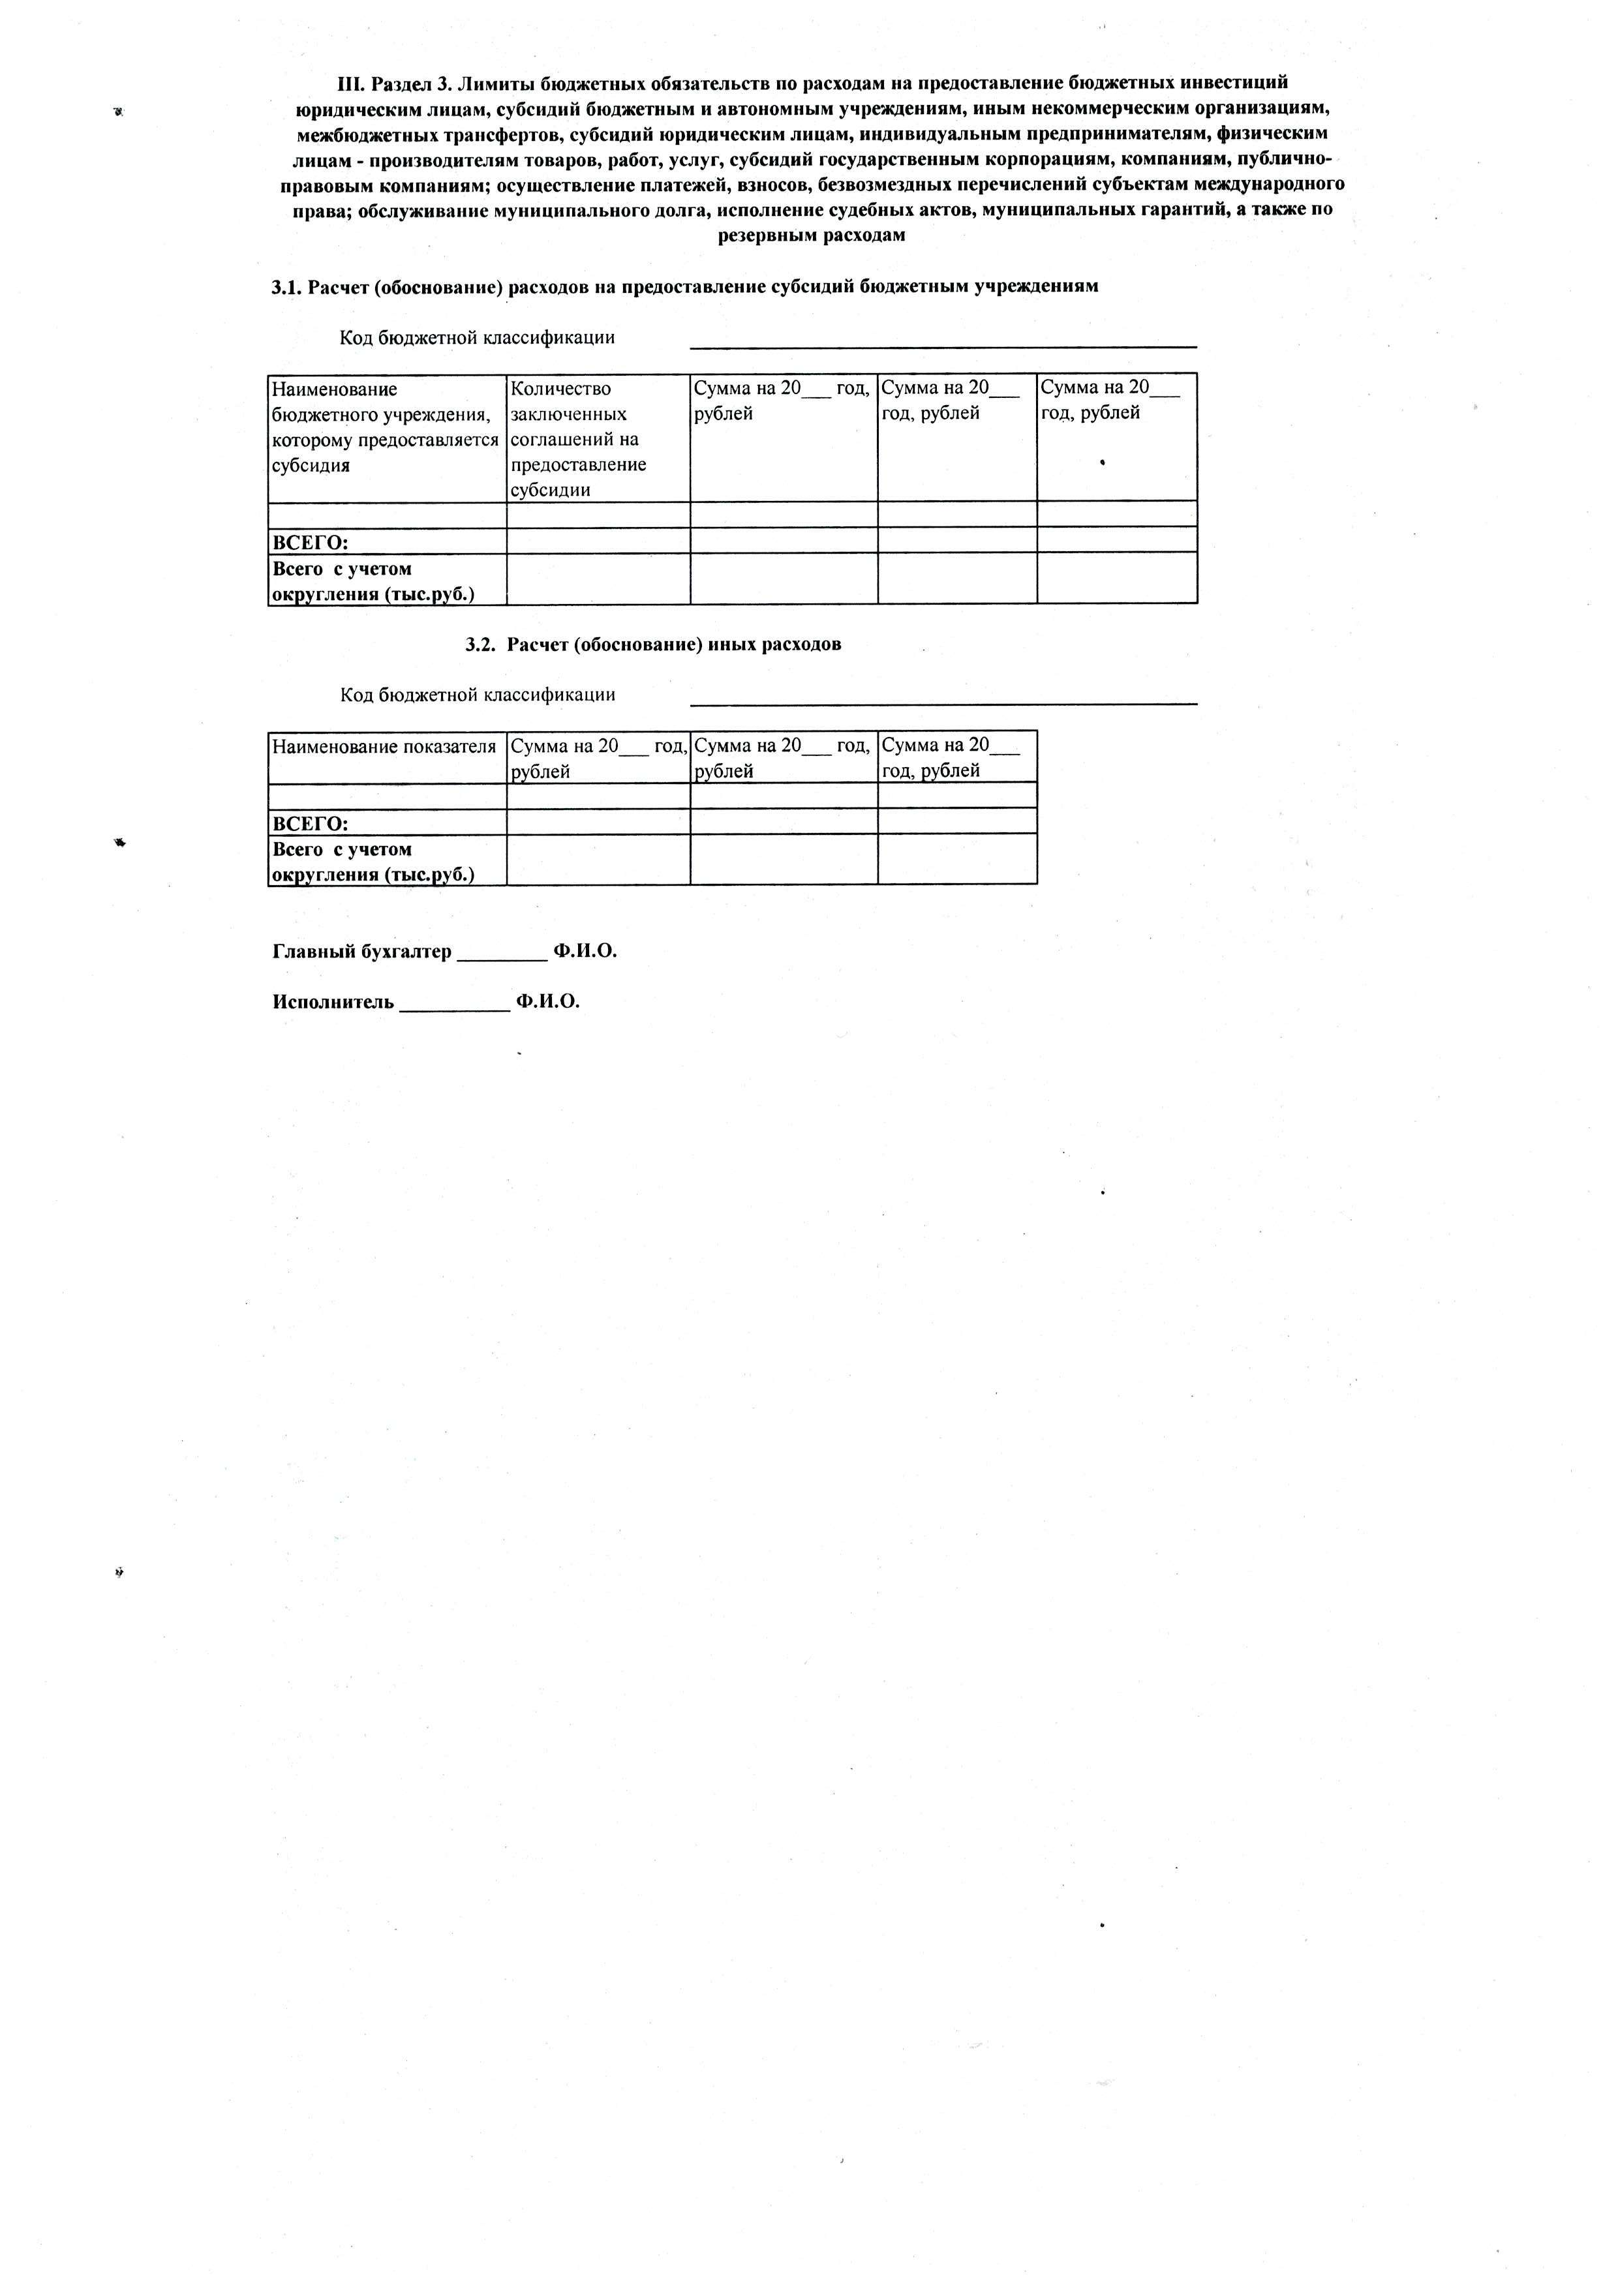 III. Раздел 3. Лимиты бюджетных обязательств по расходам на предоставление бюджетных инвестиций
юридическим лицам, субсидий бюджетным и автономным учреждениям, иным некоммерческим организациям,
межбюджетных трансфертов, субсидий юридическим лицам, индивидуальным предпринимателям, физическим
лицам - производителям товаров, работ, услуг, субсидий государственным корпорациям, компаниям, публично-
правовым компаниям; осуществление платежей, взносов, безвозмездных перечислений субъектам международного
права; обслуживание муниципального долга, исполнение судебных актов, муниципальных гарантий, а также по
резервным расходам
3.1. Расчет (обоснование) расходов на предоставление субсидий бюджетным учреждениям
Код бюджетной классификации ____________
Наименование
бюджетного учреждения,
которому предоставляется
субсидия
Количество
заключенных
соглашений на
предоставление
субсидии
Сумма на 20___ год,
рублей
Сумма на 20___
год, рублей
Сумма на 20___
год, рублей
ВСЕГО:
Всего с учетом
округления (тыс.руб.)
3.2. Расчет (обоснование) иных расходов
Код бюджетной классификации ____________
Наименование показателя
Сумма на 20___ год,
рублей
Сумма на 20___ год,
рублей
Сумма на 20___
год, рублей
ВСЕГО:
Всего с учетом
округления (тыс.руб.)
Главный бухгалтер _________ Ф.И.О.
Исполнитель ___________ Ф.И.О.